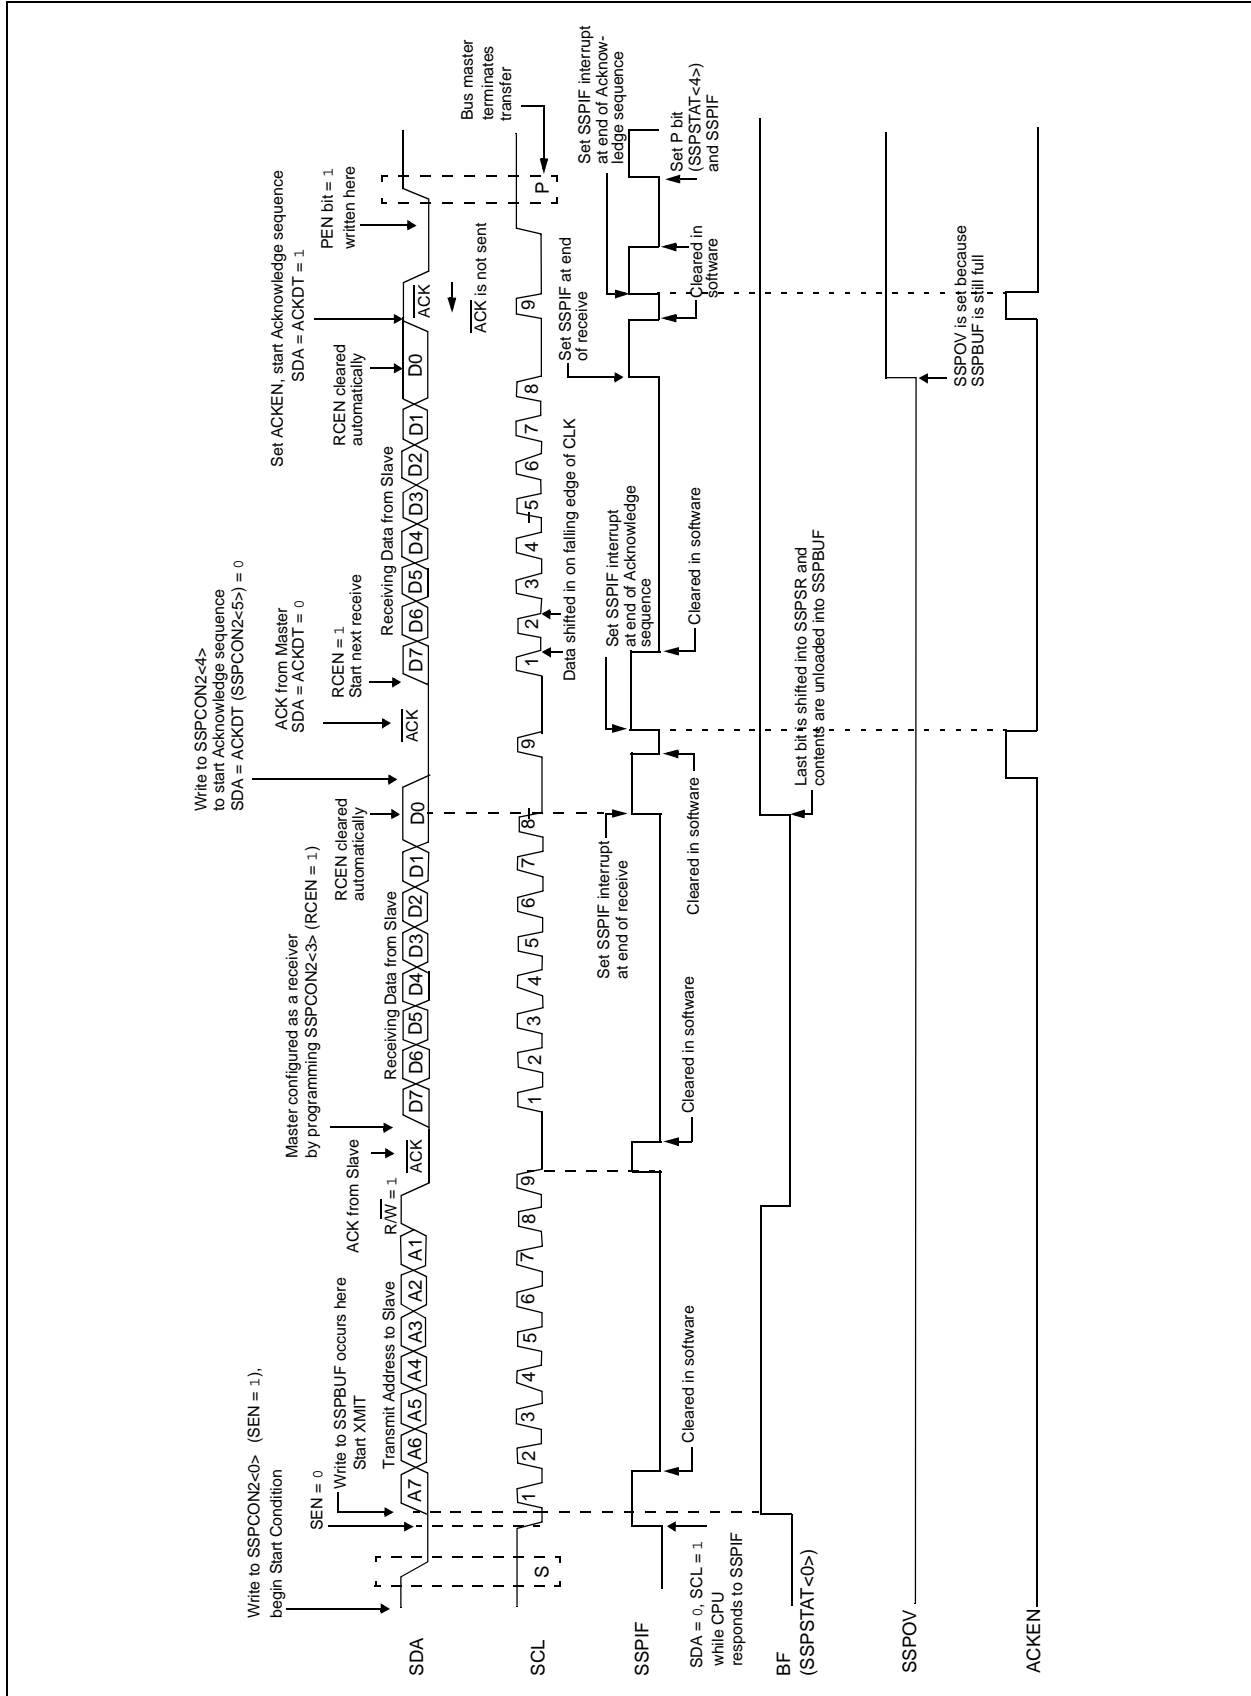 Write to SSPCON2<0> (SEN = 1),
begin Start Condition
SEN = 0
Write to SSPBUF occurs here
Start XMIT
ACK from Slave
Master configured as a receiver
by programming SSPCON2<3> (RCEN = 1)
RCEN cleared
automatically
Write to SSPCON2<4>
to start Acknowledge sequence
SDA = ACKDT (SSPCON2<5>) = 0
ACK from Master
SDA = ACKDT = 0
RCEN = 1
Start next receive
RCEN cleared
automatically
Set ACKEN, start Acknowledge sequence
SDA = ACKDT = 1
PEN bit = 1
written here
SDA
Transmit Address to Slave
A7 A6 A5 A4 A3 A2 A1
R/W = 1
ACK
Receiving Data from Slave
D7 D6 D5 D4 D3 D2 D1 D0
ACK
Receiving Data from Slave
D7 D6 D5 D4 D3 D2 D1 D0
ACK
ACK is not sent
Bus master
terminates
transfer
SCL
S
1 2 3 4 5 6 7 8 9
1 2 3 4 5 6 7 8 9
1 2 3 4 5 6 7 8 9
P
Data shifted in on falling edge of CLK
Set SSPIF interrupt
at end of receive
Set SSPIF interrupt
at end of Acknowledge
sequence
Set SSPIF at end
of receive
Set SSPIF interrupt
at end of Acknow-
ledge sequence
SSPIF
SDA = 0, SCL = 1
while CPU
responds to SSPIF
Cleared in software
Cleared in software
Cleared in software
Cleared in software
Cleared in
software
Set P bit
(SSPSTAT<4>)
and SSPIF
BF
(SSPSTAT<0>)
Last bit is shifted into SSPSR and
contents are unloaded into SSPBUF
SSPOV
SSPOV is set because
SSPBUF is still full
ACKEN